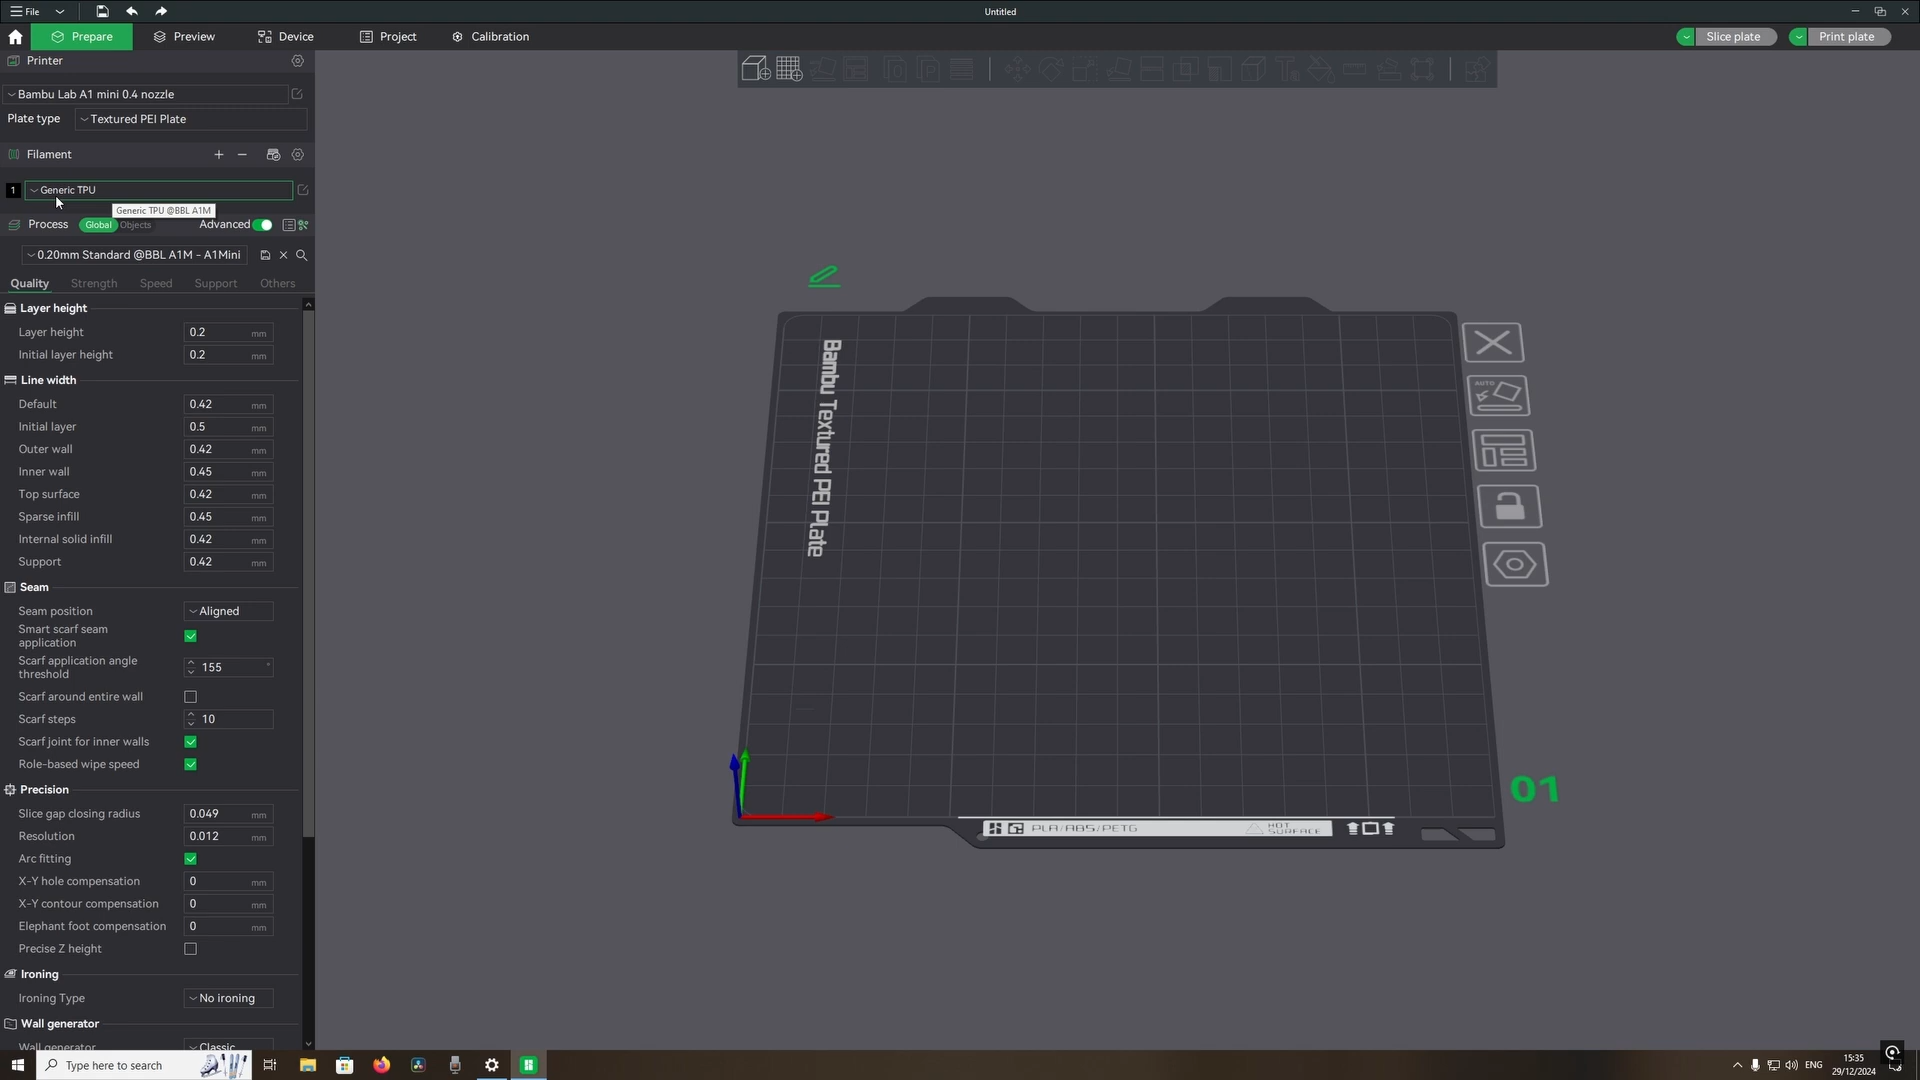 File
Untitled
Prepare
Preview
Device
Project
Calibration
Slice plate
Print plate
Printer
Bambu Lab A1 mini 0.4 nozzle
Plate type
Textured PEI Plate
Filament
1
Generic TPU
Generic TPU @BBL A1M
Process
Global
Objects
Advanced
0.20mm Standard @BBL A1M - A1Mini
Quality
Strength
Speed
Support
Others
Layer height
Layer height 0.2 mm
Initial layer height 0.2 mm
Line width
Default 0.42 mm
Initial layer 0.5 mm
Outer wall 0.42 mm
Inner wall 0.45 mm
Top surface 0.42 mm
Sparse infill 0.45 mm
Internal solid infill 0.42 mm
Support 0.42 mm
Seam
Seam position Aligned
Smart scarf seam
application
Scarf application angle
threshold
155 °
Scarf around entire wall
Scarf steps 10
Scarf joint for inner walls
Role-based wipe speed
Precision
Slice gap closing radius 0.049 mm
Resolution 0.012 mm
Arc fitting
X-Y hole compensation 0 mm
X-Y contour compensation 0 mm
Elephant foot compensation 0 mm
Precise Z height
Ironing
Ironing Type No ironing
Wall generator
Wall generator Classic
Bambu Textured PEI Plate
AUTO
01
PLA/ABS/PETG
HOT
SURFACE
Type here to search
ENG
15:35
29/12/2024